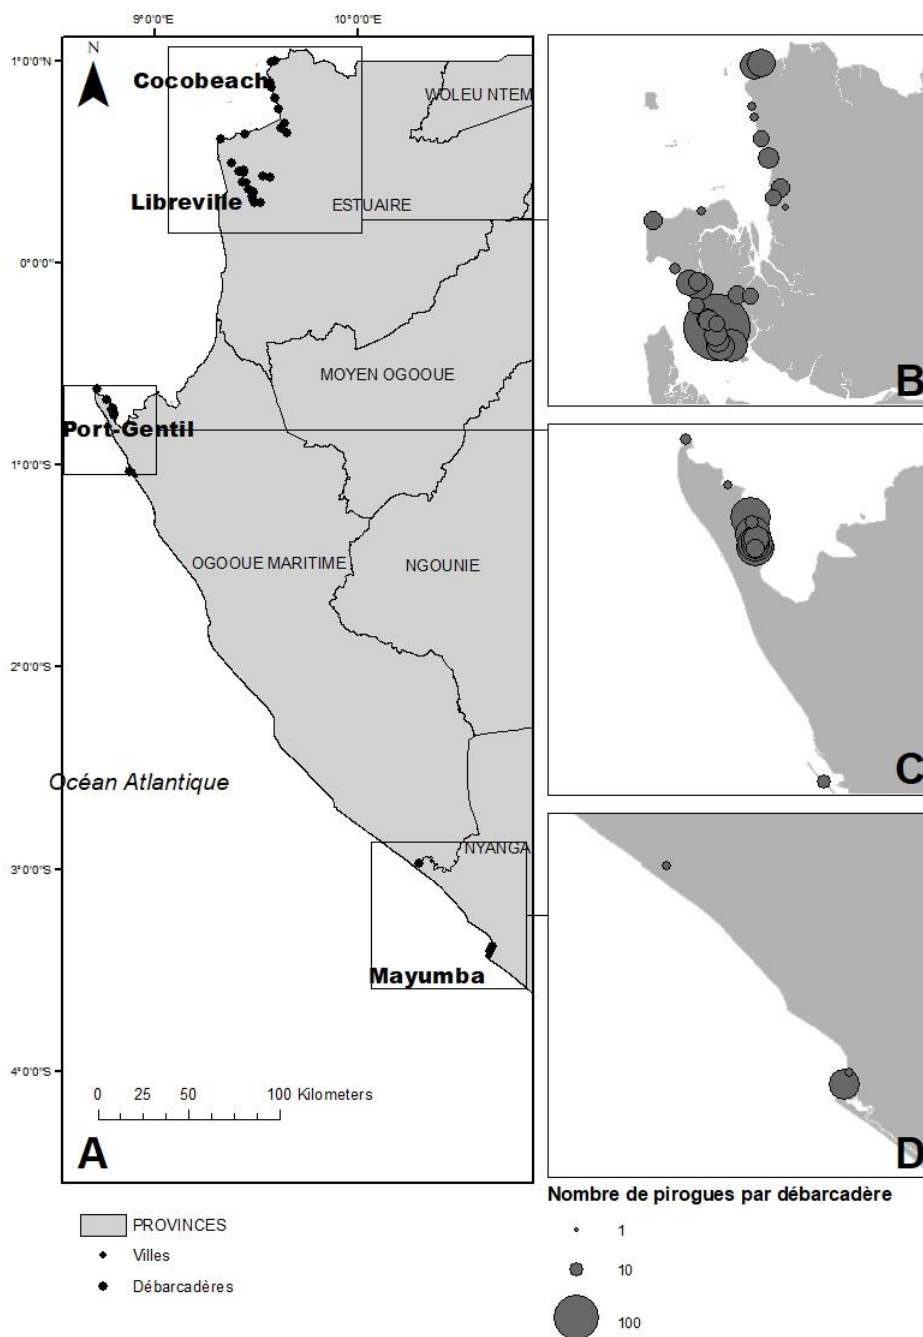 9°0'0"E
10°0'0"E
N
1°0'0"N
Cocobeach
WOLEU NTEM
Libreville
ESTUAIRE
0°0'0"
B
MOYEN OGOOUE
Port-Gentil
1°0'0"S
OGOOUE MARITIME
NGOUNIE
2°0'0"S
C
Océan Atlantique
NYANGA
3°0'0"S
Mayumba
4°0'0"S
0 25 50 100 Kilometers
A
D
Nombre de pirogues par débarcadère
PROVINCES
1
Villes
10
Débarcadères
100